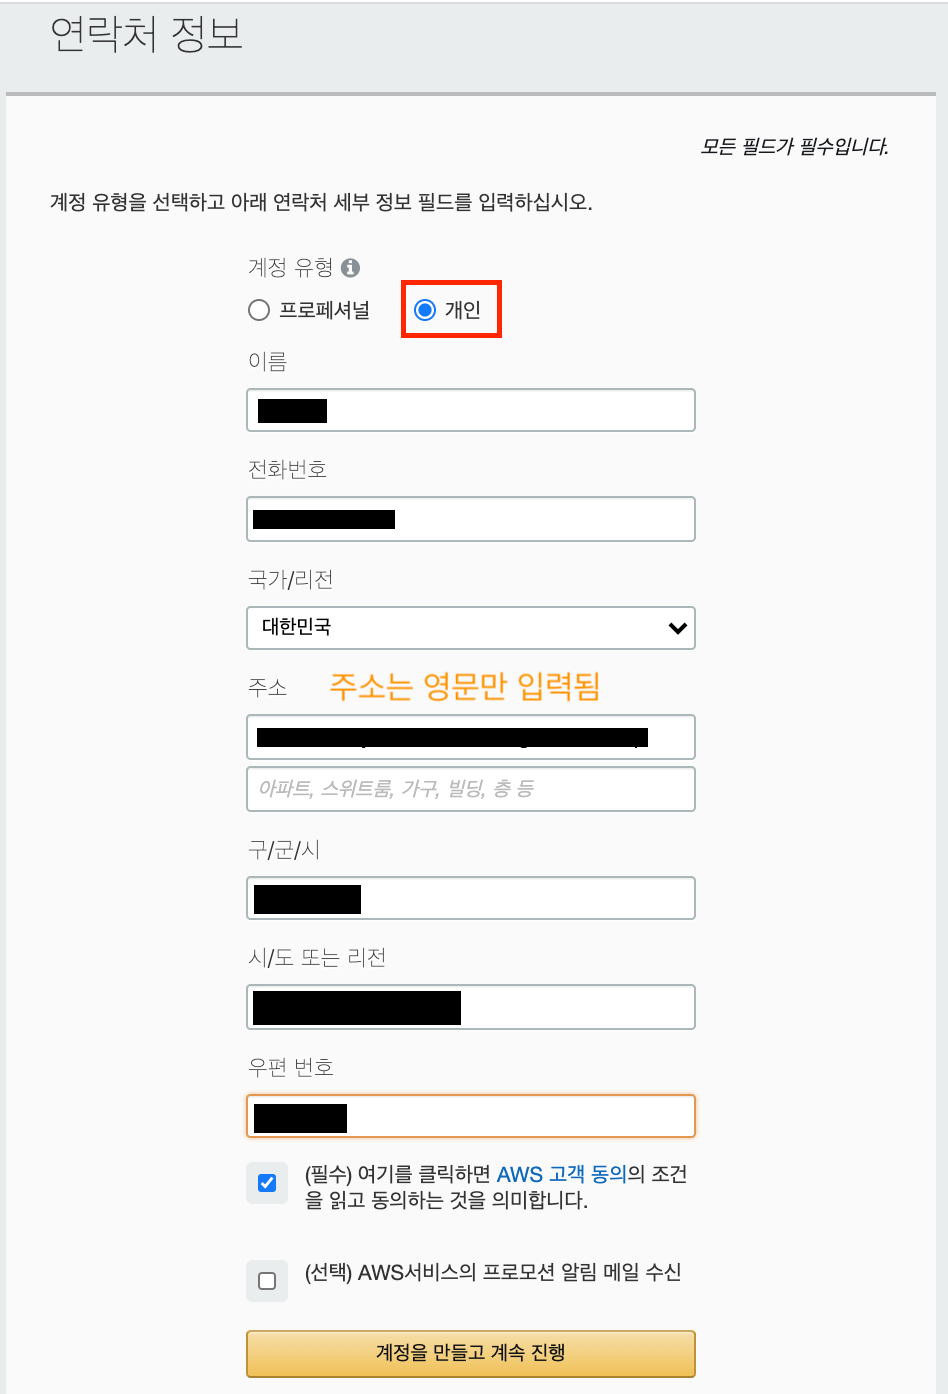 연락처 정보
모든 필드가 필수입니다.
계정 유형을 선택하고 아래 연락처 세부 정보 필드를 입력하십시오.
계정 유형
프로페셔널 개인
이름
전화번호
국가/리전
대한민국
주소 주소는 영문만 입력됨
아파트, 스위트룸, 가구, 빌딩, 층 등
구/군/시
시/도 또는 리전
우편 번호
(필수) 여기를 클릭하면 AWS 고객 동의의 조건
을 읽고 동의하는 것을 의미합니다.
(선택) AWS서비스의 프로모션 알림 메일 수신
계정을 만들고 계속 진행